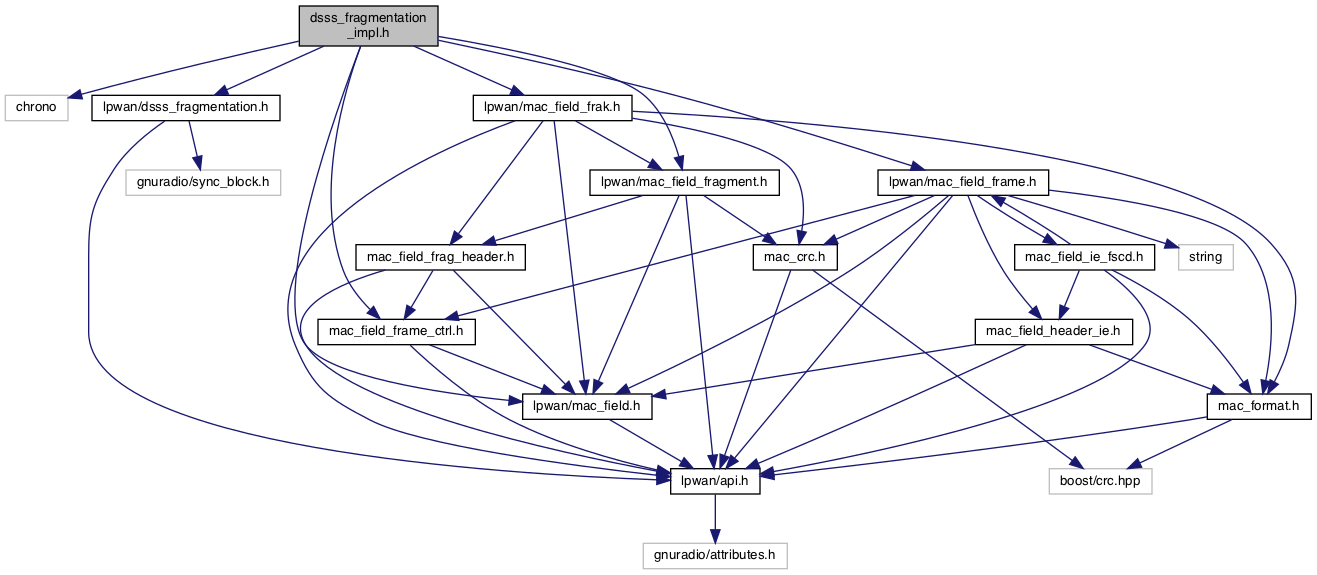 dsss_fragmentation
_impl.h
chrono
lpwan/dsss_fragmentation.h
lpwan/mac_field_frak.h
gnuradio/sync_block.h
lpwan/mac_field_fragment.h
lpwan/mac_field_frame.h
mac_field_frag_header.h
mac_crc.h
mac_field_ie_fscd.h
string
mac_field_frame_ctrl.h
mac_field_header_ie.h
lpwan/mac_field.h
mac_format.h
lpwan/api.h
boost/crc.hpp
gnuradio/attributes.h